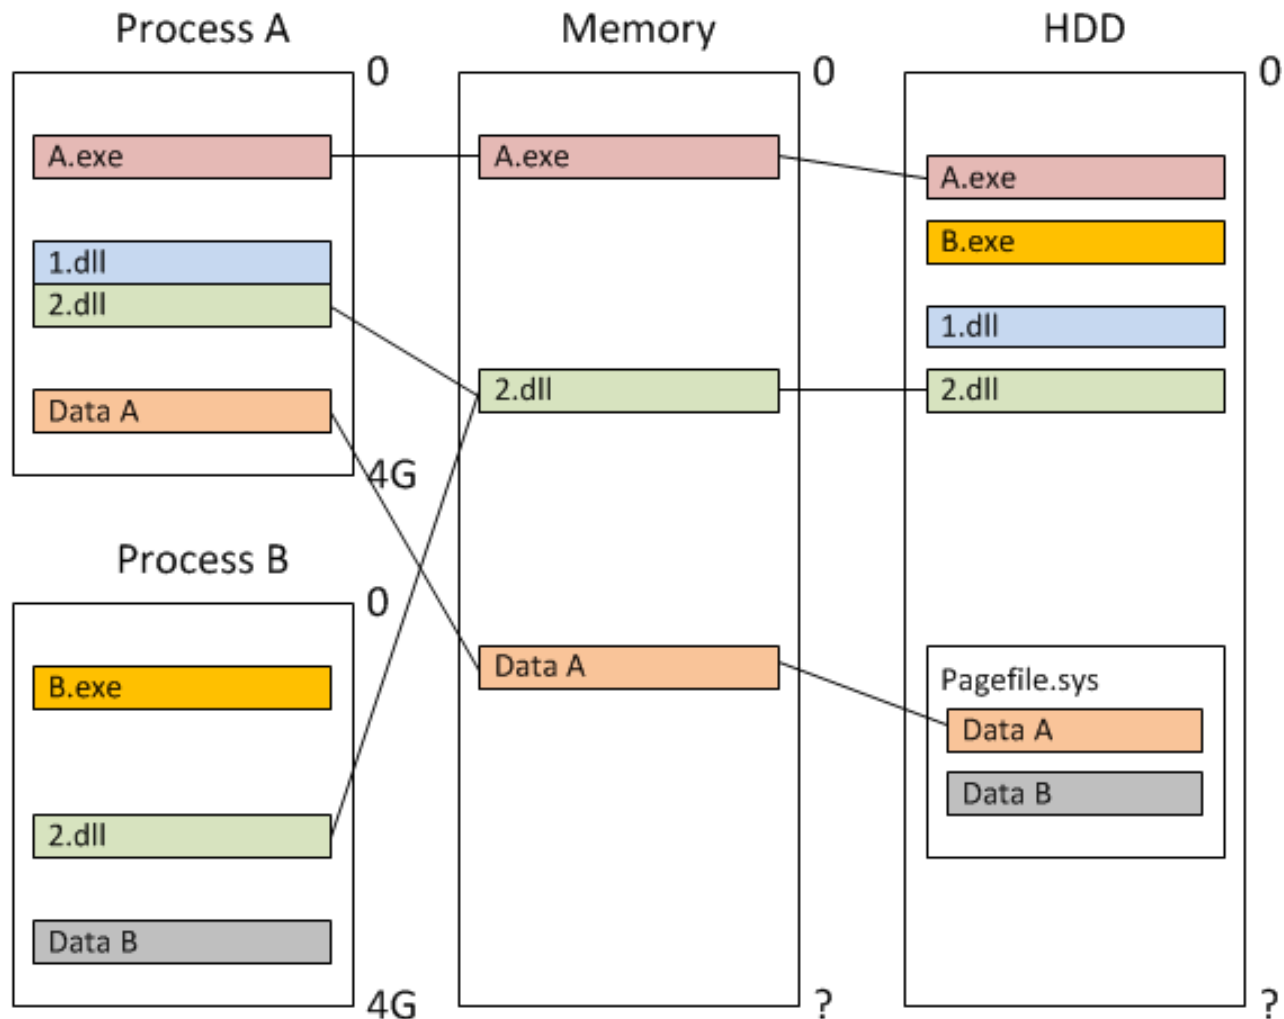 Process A
0
A.exe
1.dll
2.dll
Data A
4G
Process B
0
B.exe
2.dll
Data B
4G
Memory
0
A.exe
2.dll
Data A
?
HDD
0
A.exe
B.exe
1.dll
2.dll
Pagefile.sys
Data A
Data B
?